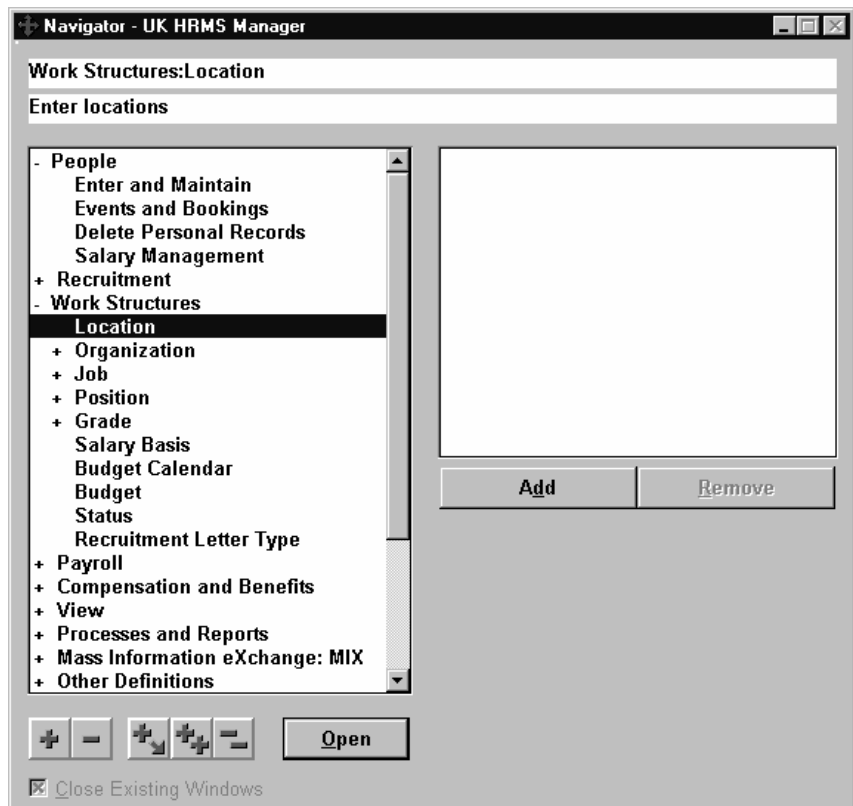 Navigator - UK HRMS Manager
Work Structures:Location
Enter locations
- People
Enter and Maintain
Events and Bookings
Delete Personal Records
Salary Management
+ Recruitment
- Work Structures
Location
+ Organization
+ Job
+ Position
+ Grade
Salary Basis
Budget Calendar
Budget
Status
Recruitment Letter Type
+ Payroll
+ Compensation and Benefits
+ View
+ Processes and Reports
+ Mass Information eXchange: MIX
+ Other Definitions
Add
Remove
Open
Close Existing Windows